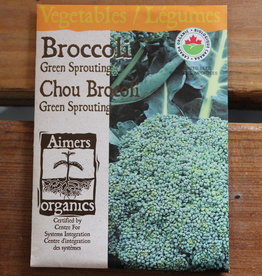 Vegetables / Légumes
Broccoli
Green Sprouting
Chou Brocoli
Green Sprouting
Aimers
organics
Certified by
Centre For
Systems Integration
Centre d'intégration
des systèmes